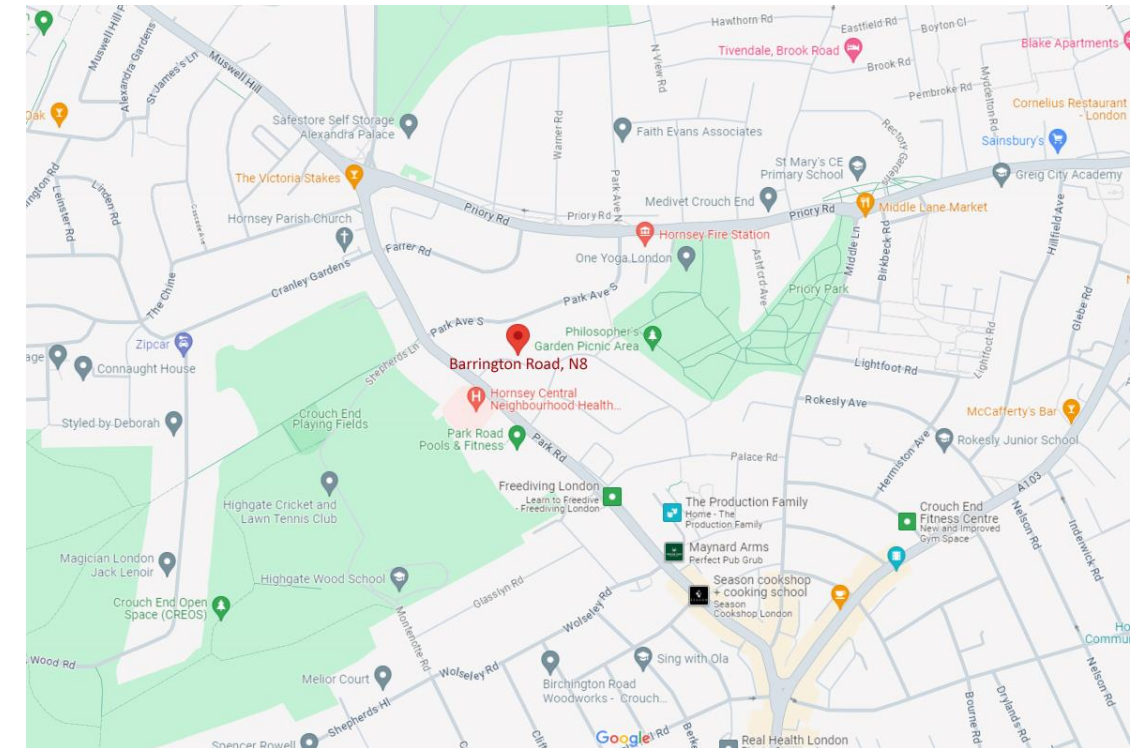 Hawthorn Rd
Eastfield Rd
Boyton Cl
Muswell Hill
Alexandra Gardens
St James's Ln
Muswell Hill
N View Rd
Tivendale, Brook Road
Blake Apartments
Brook Rd
Pembroke Rd
Myddelton Rd
Cornelius Restaurant
- London
Oak
Safestore Self Storage
Alexandra Palace
Warner Rd
Faith Evans Associates
Rectory Gardens
Sainsbury's
St Mary's CE
Primary School
Greig City Academy
The Victoria Stakes
Park Ave N
Linden Rd
Leinster Rd
Medivet Crouch End
Middle Lane Market
Hornsey Parish Church
Priory Rd
Priory Rd
Priory Rd
Hornsey Fire Station
Hillfield Ave
Farrer Rd
One Yoga London
Ashford Ave
Middle Ln
Birkbeck Rd
Cranley Gardens
The Chine
Park Ave S
Priory Park
Glebe Rd
Park Ave S
Philosopher's
Garden Picnic Area
Zipcar
Shepherds Ln
Barrington Road, N8
Connaught House
Lightfoot Rd
Lightfoot Rd
Hornsey Central
Neighbourhood Health...
Rokesly Ave
Crouch End
Playing Fields
McCafferty's Bar
Styled by Deborah
Park Road
Pools & Fitness
Park Rd
Rokesly Junior School
Hermiston Ave
Palace Rd
Freediving London
Learn to Freedive
- Freediving London
A103
Highgate Cricket and
Lawn Tennis Club
The Production Family
Home - The
Production Family
Crouch End
Fitness Centre
New and Improved
Gym Space
Nelson Rd
Inderwick Rd
Maynard Arms
Perfect Pub Grub
Magician London
Jack Lenoir
Highgate Wood School
Season cookshop
+ cooking school
Season
Cookshop London
Glasslyn Rd
Crouch End Open
Space (CREOS)
Montenotte Rd
Wolseley Rd
Ho
Commu
Wood Rd
Wolseley Rd
Sing with Ola
Nelson Rd
Melior Court
Birchington Road
Woodworks - Crouch...
Bourne Rd
Drylands Rd
Shepherds Hl
Google
Spencer Rowell
Real Health London